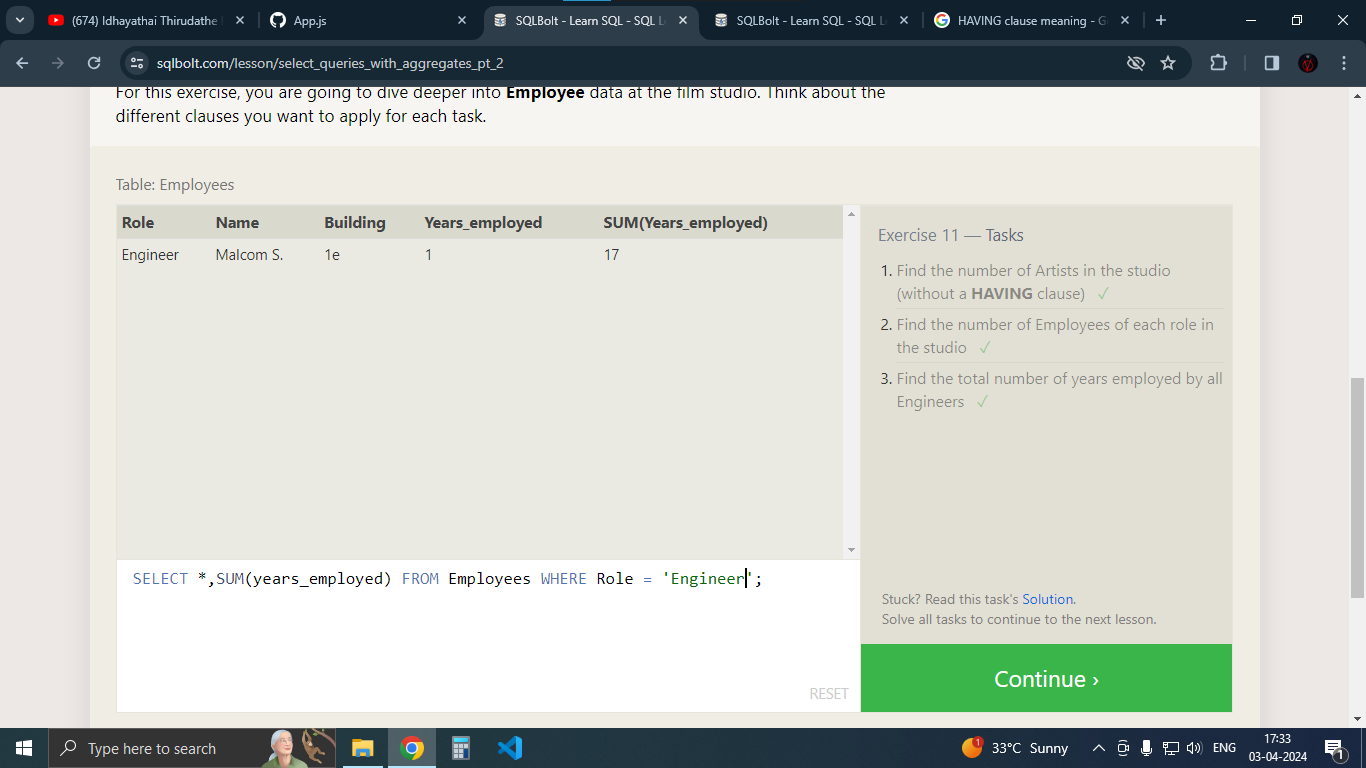 (674) Idhayathai Thirudathe
App.js
SQLBolt - Learn SQL - SQL L
SQLBolt - Learn SQL - SQL L
HAVING clause meaning - G
sqlbolt.com/lesson/select_queries_with_aggregates_pt_2
For this exercise, you are going to dive deeper into Employee data at the film studio. Think about the
different clauses you want to apply for each task.
Table: Employees
Role Name Building Years_employed SUM(Years_employed)
Engineer Malcom S. 1e 1 17
SELECT *,SUM(years_employed) FROM Employees WHERE Role = 'Engineer';
RESET
Exercise 11 — Tasks
1. Find the number of Artists in the studio
(without a HAVING clause) ✓
2. Find the number of Employees of each role in
the studio ✓
3. Find the total number of years employed by all
Engineers ✓
Stuck? Read this task's Solution.
Solve all tasks to continue to the next lesson.
Continue ›
Type here to search
1
33°C Sunny
ENG
17:33
03-04-2024
1